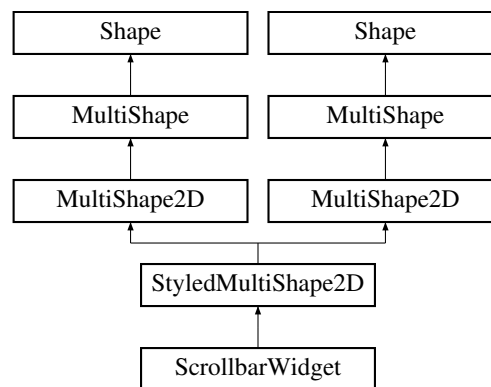 Shape Shape
MultiShape MultiShape
MultiShape2D MultiShape2D
StyledMultiShape2D
ScrollbarWidget